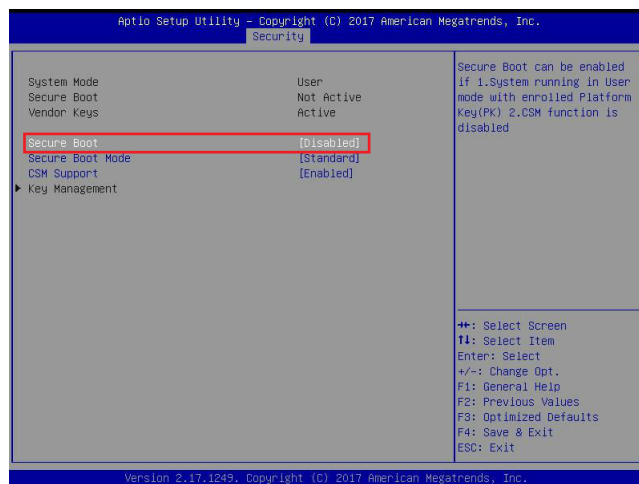 Aptio Setup Utility – Copyright (C) 2017 American Megatrends, Inc.
Security
System Mode User
Secure Boot Not Active
Vendor Keys Active
Secure Boot [Disabled]
Secure Boot Mode [Standard]
CSM Support [Enabled]
Key Management
Secure Boot can be enabled
if 1.System running in User
mode with enrolled Platform
Key(PK) 2.CSM function is
disabled
→←: Select Screen
↑↓: Select Item
Enter: Select
+/-: Change Opt.
F1: General Help
F2: Previous Values
F3: Optimized Defaults
F4: Save & Exit
ESC: Exit
Version 2.17.1249. Copyright (C) 2017 American Megatrends, Inc.